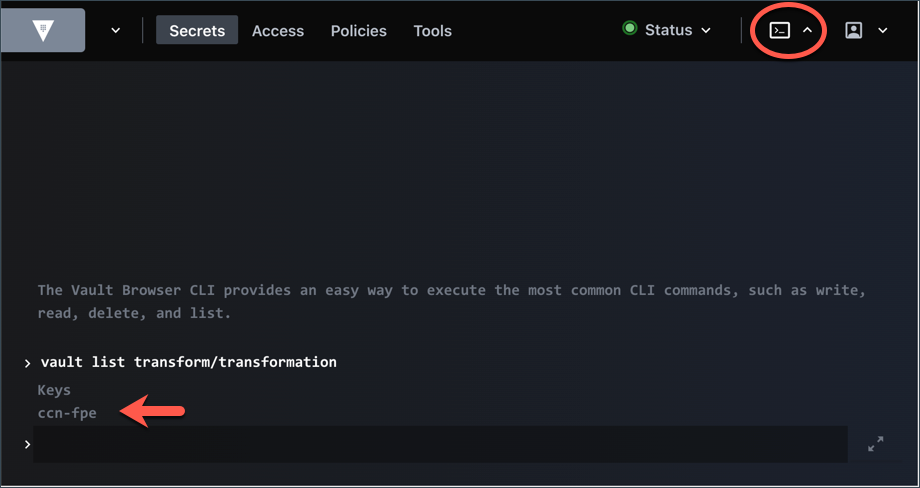 Secrets Access Policies Tools Status
The Vault Browser CLI provides an easy way to execute the most common CLI commands, such as write,
read, delete, and list.
> vault list transform/transformation
Keys
ccn-fpe
>